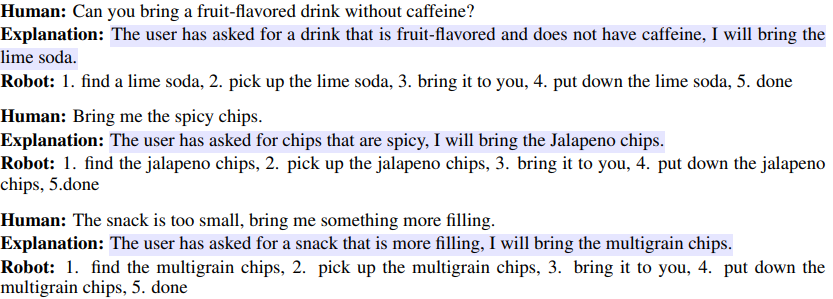 Human: Can you bring a fruit-flavored drink without caffeine?
Explanation: The user has asked for a drink that is fruit-flavored and does not have caffeine, I will bring the
lime soda.
Robot: 1. find a lime soda, 2. pick up the lime soda, 3. bring it to you, 4. put down the lime soda, 5. done
Human: Bring me the spicy chips.
Explanation: The user has asked for chips that are spicy, I will bring the Jalapeno chips.
Robot: 1. find the jalapeno chips, 2. pick up the jalapeno chips, 3. bring it to you, 4. put down the jalapeno
chips, 5.done
Human: The snack is too small, bring me something more filling.
Explanation: The user has asked for a snack that is more filling, I will bring the multigrain chips.
Robot: 1. find the multigrain chips, 2. pick up the multigrain chips, 3. bring it to you, 4. put down the
multigrain chips, 5. done